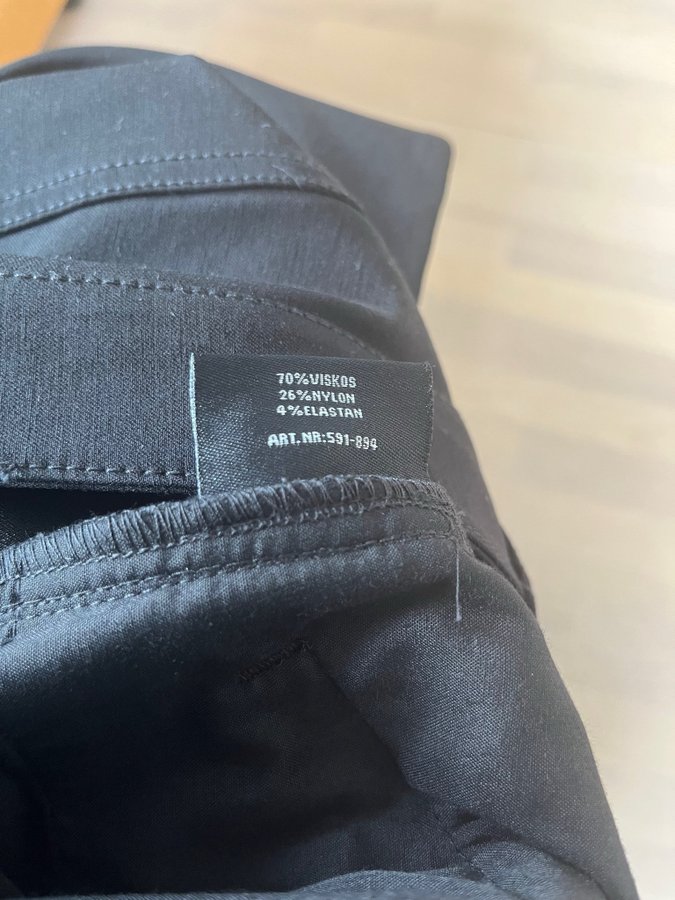 70%VISKOS
26%NYLON
4%ELASTAN
ART.NR:591-894